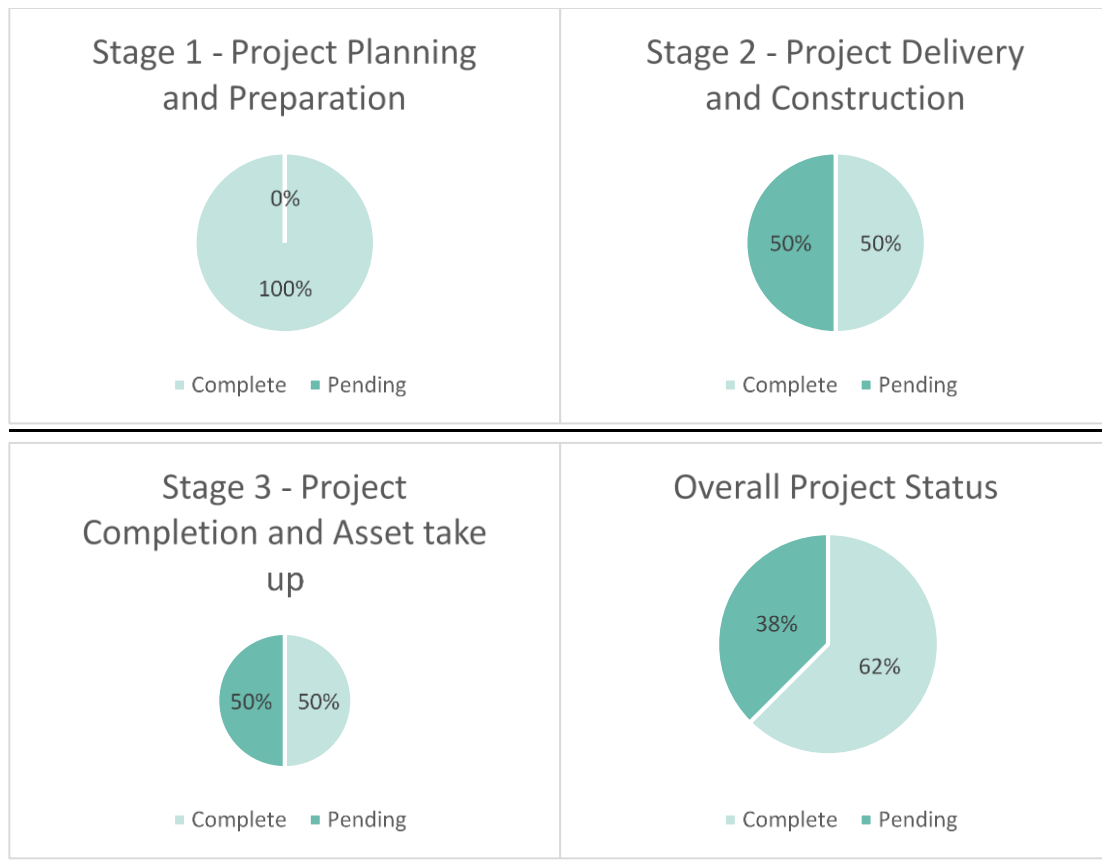 Stage 1 - Project Planning
and Preparation
0%
100%
Complete Pending
Stage 2 - Project Delivery
and Construction
50% 50%
Complete Pending
Stage 3 - Project
Completion and Asset take
up
50% 50%
Complete Pending
Overall Project Status
38%
62%
Complete Pending